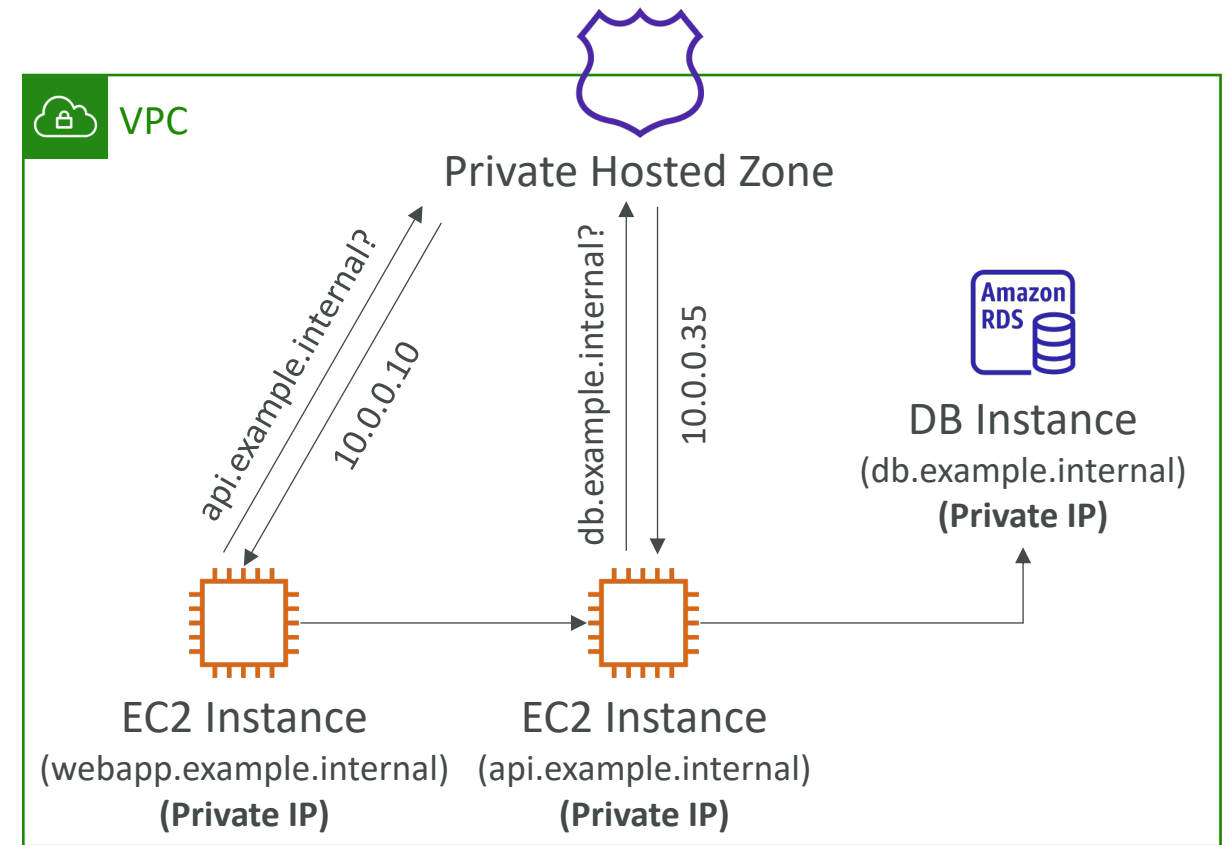 VPC
Private Hosted Zone
api.example.internal?
10.0.0.10
db.example.internal?
10.0.0.35
Amazon
RDS
DB Instance
(db.example.internal)
(Private IP)
EC2 Instance
(webapp.example.internal)
(Private IP)
EC2 Instance
(api.example.internal)
(Private IP)